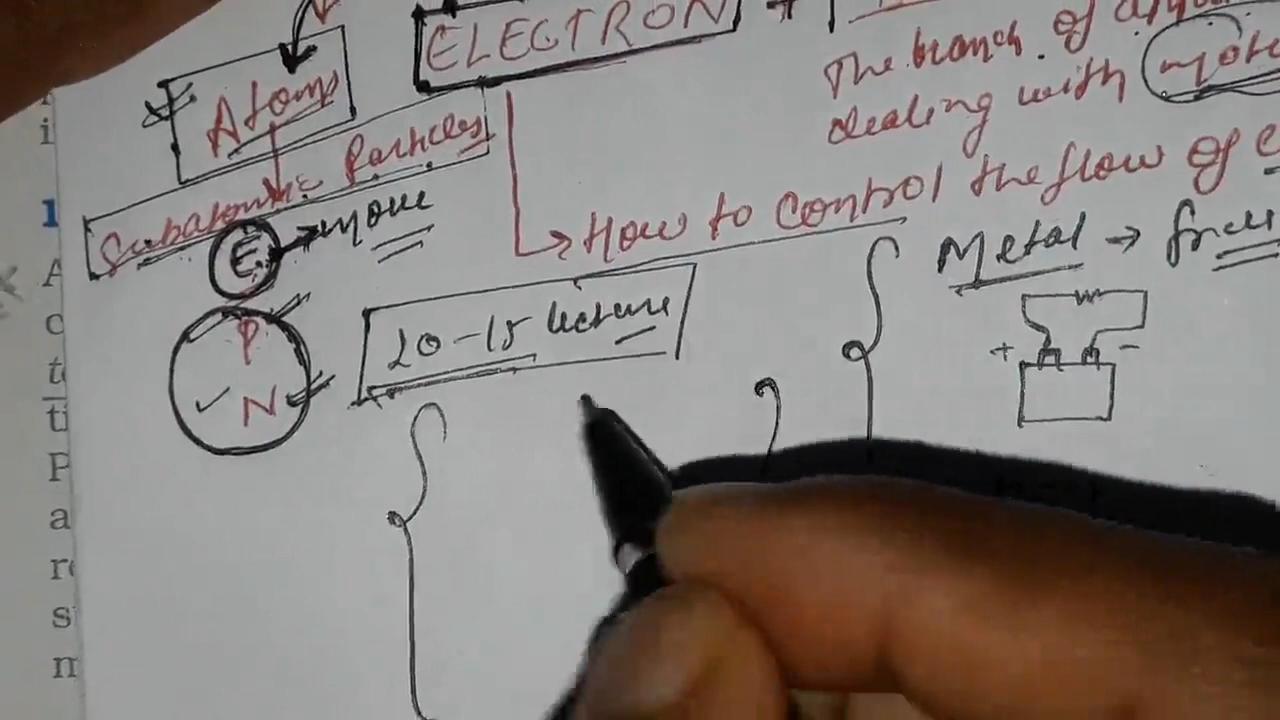 ELECTRON +
Atoms
The branch of
dealing with
Subatomic Particles
How to control the flow of
E → move
Metal →
20-15 lecture
+ -
P
N
1
A
P
a